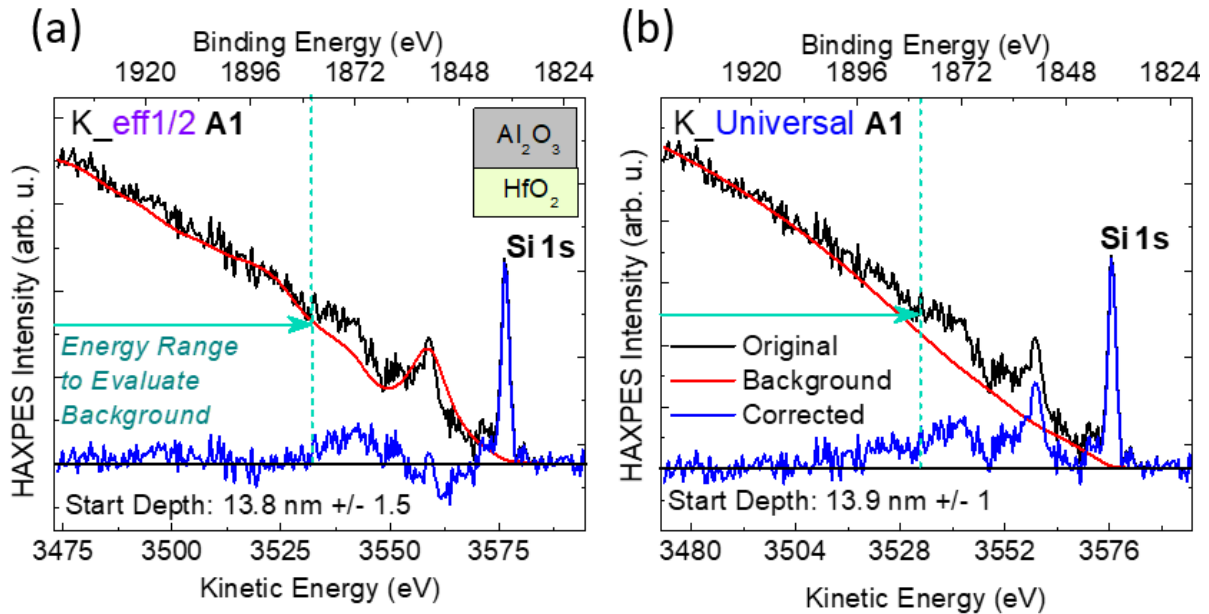 (a)
Binding Energy (eV)
1920 1896 1872 1848 1824
K_eff1/2 A1
Al2O3
HfO2
Si 1s
HAXPES Intensity (arb. u.)
Energy Range
to Evaluate
Background
Start Depth: 13.8 nm +/- 1.5
3475 3500 3525 3550 3575
Kinetic Energy (eV)
(b)
Binding Energy (eV)
1920 1896 1872 1848 1824
K_Universal A1
Si 1s
HAXPES Intensity (arb. u.)
Original
Background
Corrected
Start Depth: 13.9 nm +/- 1
3480 3504 3528 3552 3576
Kinetic Energy (eV)